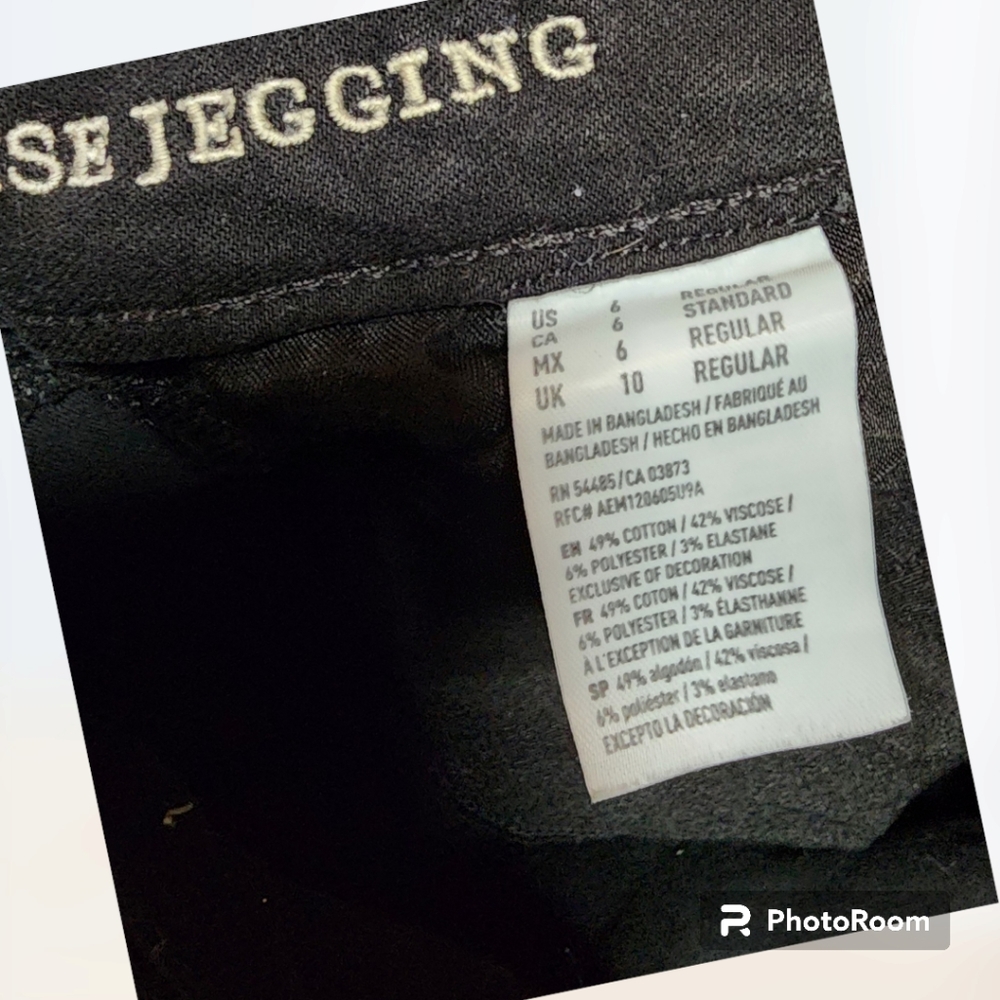 SE JEGGING
REGULAR
US 6 STANDARD
CA 6 REGULAR
MX 6 REGULAR
UK 10
MADE IN BANGLADESH / FABRIQUÉ AU
BANGLADESH / HECHO EN BANGLADESH
RN 54485/CA 03873
RFC# AEM120605U9A
EN 49% COTTON / 42% VISCOSE /
6% POLYESTER / 3% ELASTANE
EXCLUSIVE OF DECORATION
FR 49% COTON / 42% VISCOSE /
6% POLYESTER / 3% ÉLASTHANNE
À L'EXCEPTION DE LA GARNITURE
SP 49% algodón / 42% viscosa /
6% poliéster / 3% elastano
EXCEPTO LA DECORACIÓN
PhotoRoom